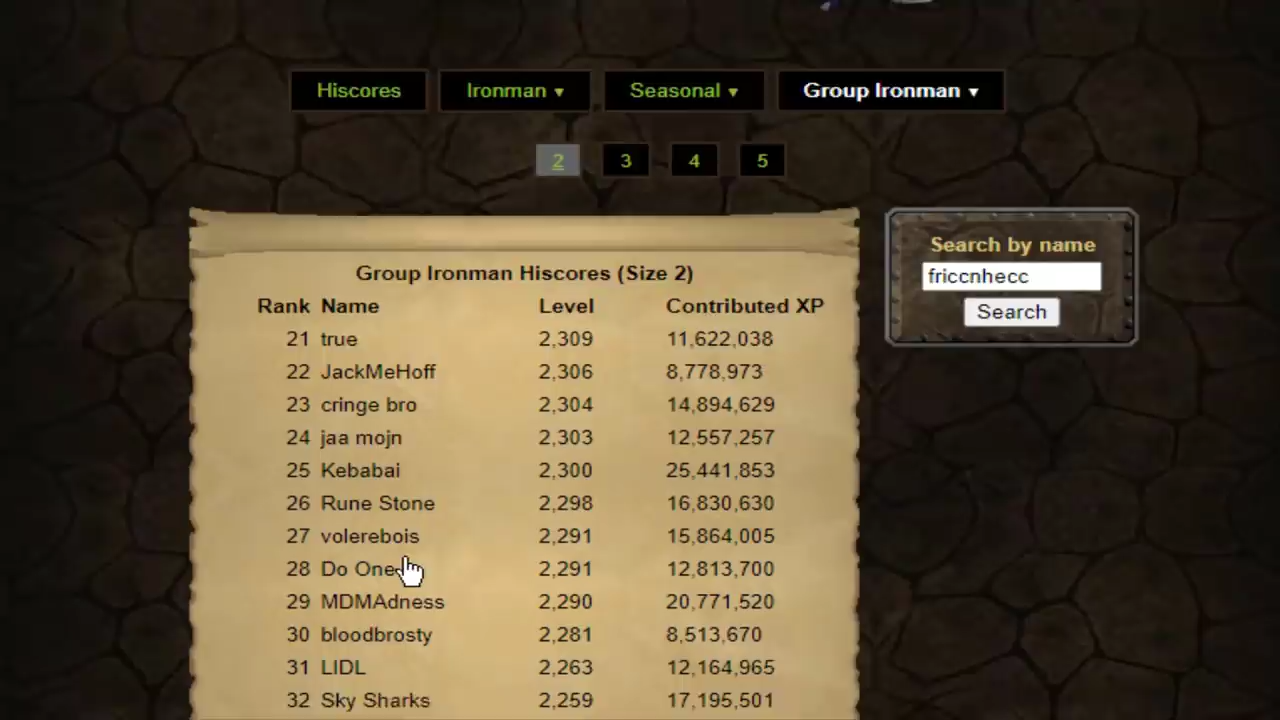 Hiscores Ironman ▾ Seasonal ▾ Group Ironman ▾
2 3 4 5
Search by name
friccnhecc
Search
Group Ironman Hiscores (Size 2)
Rank Name Level Contributed XP
21 true 2,309 11,622,038
22 JackMeHoff 2,306 8,778,973
23 cringe bro 2,304 14,894,629
24 jaa mojn 2,303 12,557,257
25 Kebabai 2,300 25,441,853
26 Rune Stone 2,298 16,830,630
27 volerebois 2,291 15,864,005
28 Do One 2,291 12,813,700
29 MDMAdness 2,290 20,771,520
30 bloodbrosty 2,281 8,513,670
31 LIDL 2,263 12,164,965
32 Sky Sharks 2,259 17,195,501